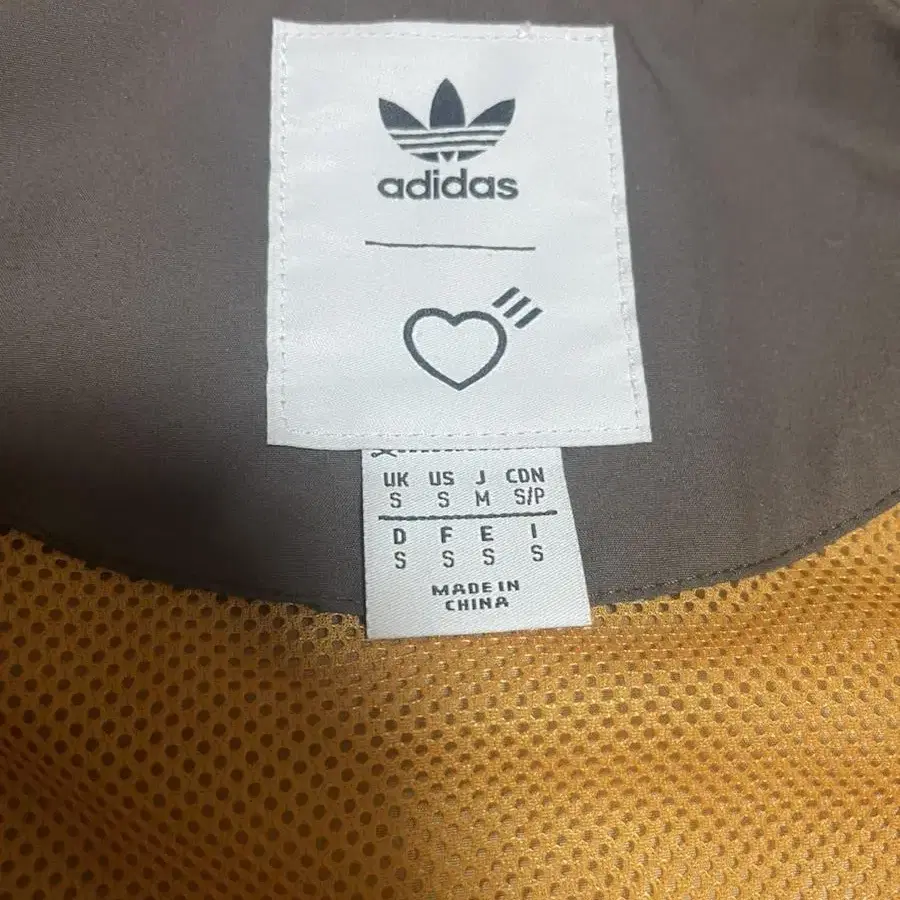 adidas
UK US J CDN
S S M S/P
D F E I
S S S S
MADE IN
CHINA